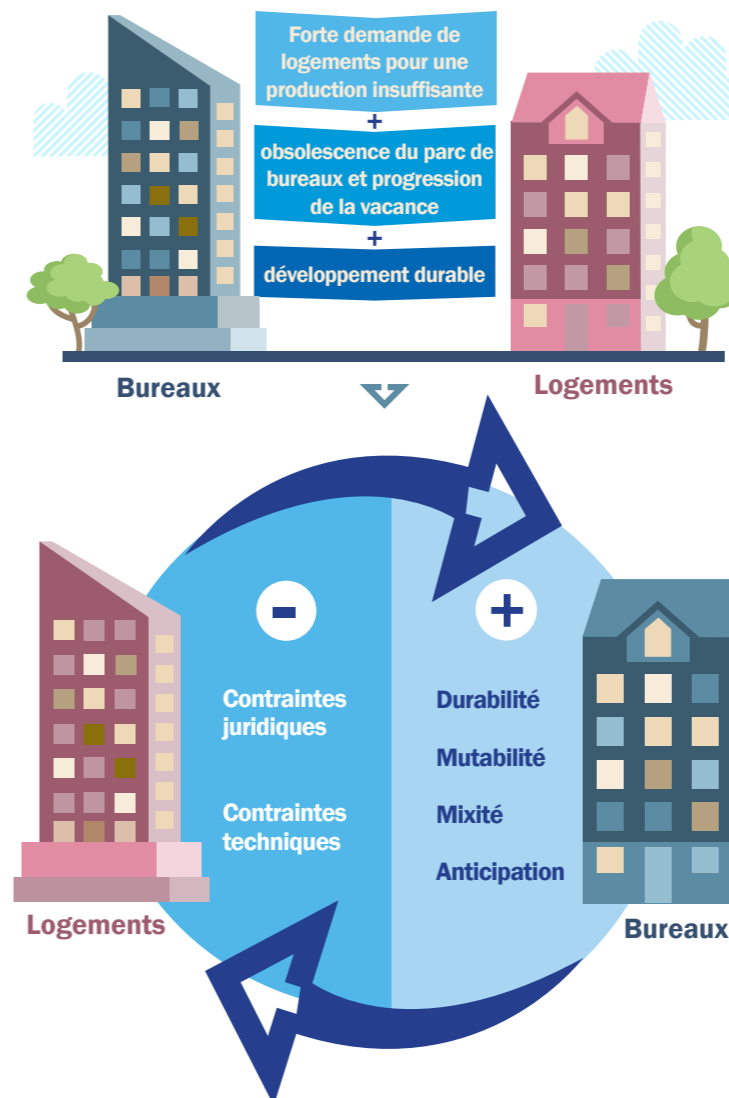 Forte demande de
logements pour une
production insuffisante
+
obsolescence du parc de
bureaux et progression
de la vacance
+
développement durable
Bureaux
Logements
-
+
Contraintes
juridiques
Contraintes
techniques
Durabilité
Mutabilité
Mixité
Anticipation
Logements
Bureaux